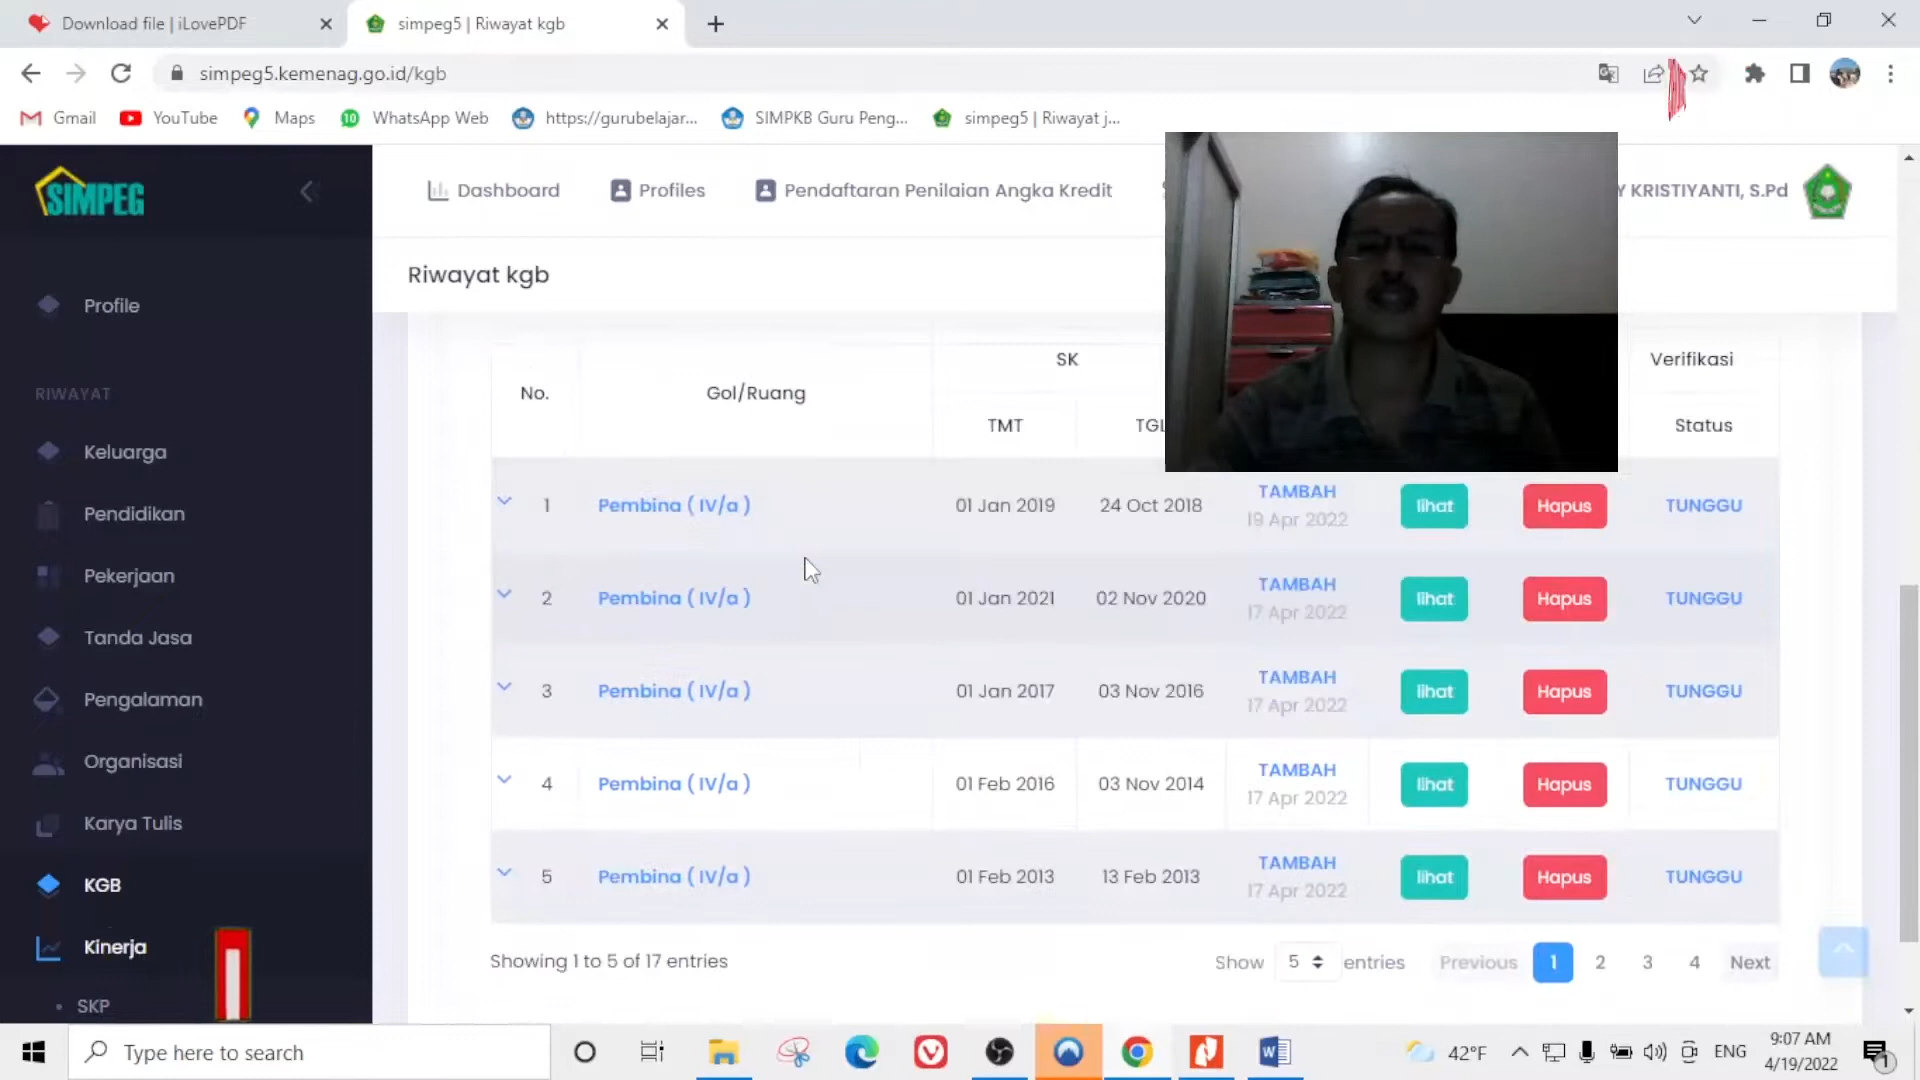 Download file | iLovePDF
simpeg5 | Riwayat kgb
simpeg5.kemenag.go.id/kgb
Gmail
YouTube
Maps
10
WhatsApp Web
https://gurubelajar...
SIMPKB Guru Peng...
simpeg5 | Riwayat j...
SIMPEG
Dashboard
Profiles
Pendaftaran Penilaian Angka Kredit
Y KRISTIYANTI, S.Pd
Profile
RIWAYAT
Keluarga
Pendidikan
Pekerjaan
Tanda Jasa
Pengalaman
Organisasi
Karya Tulis
KGB
Kinerja
SKP
Riwayat kgb
No. Gol/Ruang SK Verifikasi
TMT TGL Status
1 Pembina ( IV/a ) 01 Jan 2019 24 Oct 2018 TAMBAH 19 Apr 2022 lihat Hapus TUNGGU
2 Pembina ( IV/a ) 01 Jan 2021 02 Nov 2020 TAMBAH 17 Apr 2022 lihat Hapus TUNGGU
3 Pembina ( IV/a ) 01 Jan 2017 03 Nov 2016 TAMBAH 17 Apr 2022 lihat Hapus TUNGGU
4 Pembina ( IV/a ) 01 Feb 2016 03 Nov 2014 TAMBAH 17 Apr 2022 lihat Hapus TUNGGU
5 Pembina ( IV/a ) 01 Feb 2013 13 Feb 2013 TAMBAH 17 Apr 2022 lihat Hapus TUNGGU
Showing 1 to 5 of 17 entries
Show 5 entries Previous 1 2 3 4 Next
Type here to search
42°F
ENG
9:07 AM
4/19/2022
1